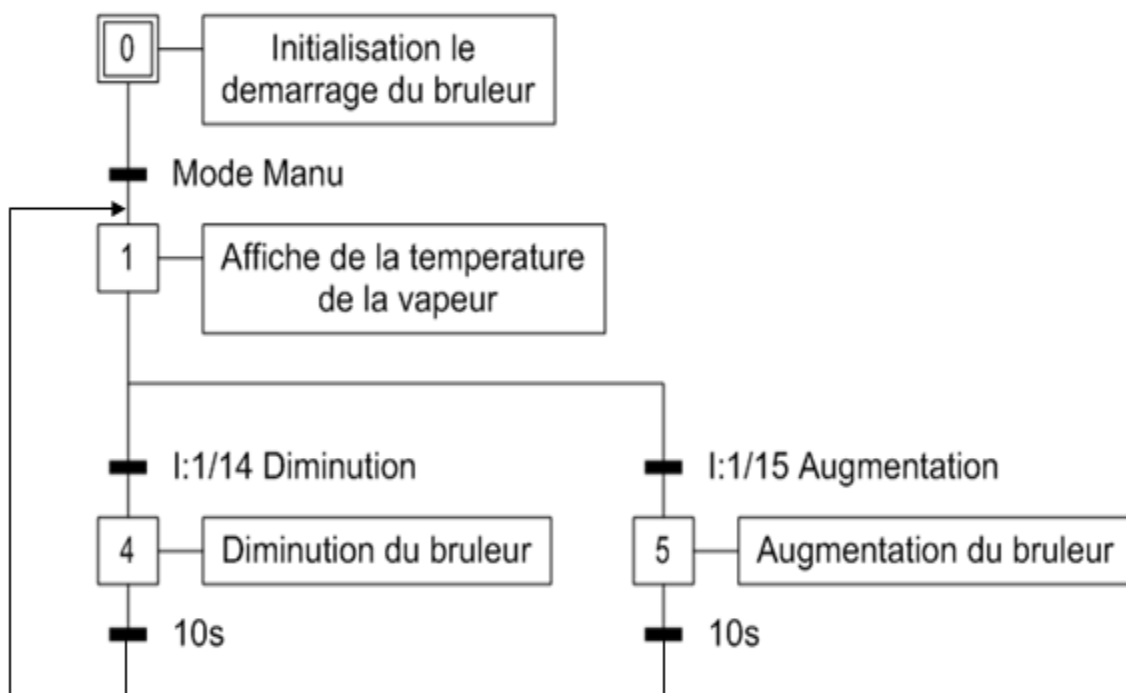 0
Initialisation le
demarrage du bruleur
Mode Manu
1
Affiche de la temperature
de la vapeur
I:1/14 Diminution
I:1/15 Augmentation
4
Diminution du bruleur
5
Augmentation du bruleur
10s
10s